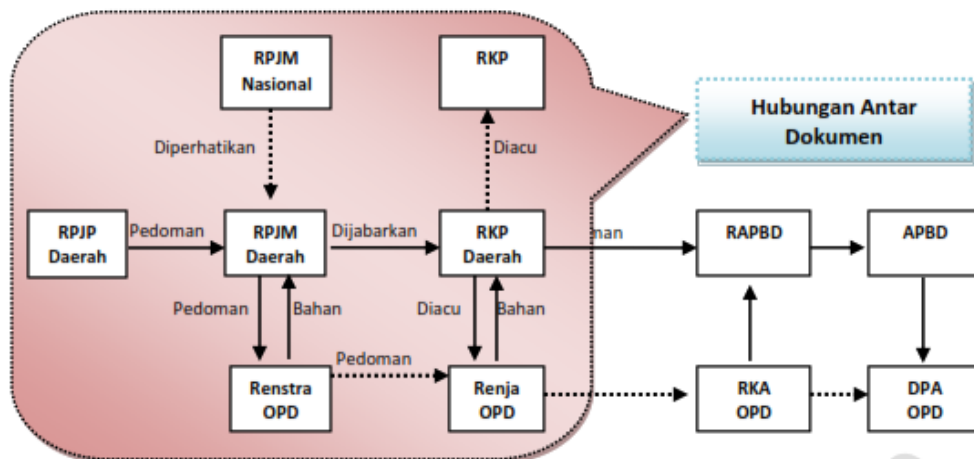 RPJM
Nasional
RKP
Hubungan Antar
Dokumen
Diperhatikan
Diacu
RPJP
Daerah
Pedoman
RPJM
Daerah
Dijabarkan
RKP
Daerah
man
RAPBD
APBD
Pedoman
Bahan
Diacu
Bahan
Pedoman
Renstra
OPD
Renja
OPD
RKA
OPD
DPA
OPD